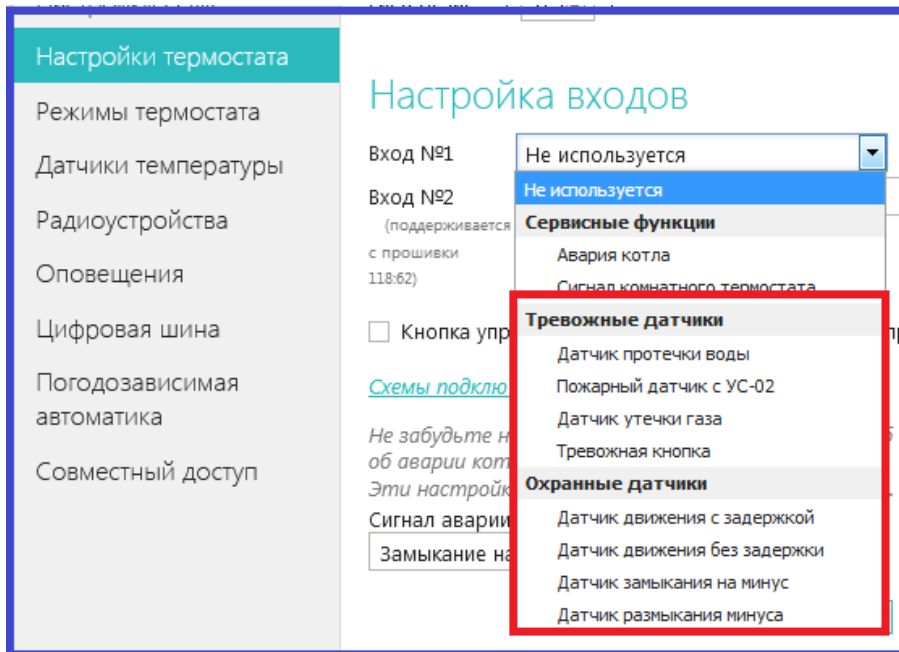 Настройки термостата
Режимы термостата
Датчики температуры
Радиоустройства
Оповещения
Цифровая шина
Погодозависимая
автоматика
Совместный доступ
Настройка входов
Вход №1
Не используется
Вход №2
(поддерживается
с прошивки
118:62)
Не используется
Сервисные функции
Авария котла
Сигнал комнатного термостата
Тревожные датчики
Датчик протечки воды
Пожарный датчик с УС-02
Датчик утечки газа
Тревожная кнопка
Охранные датчики
Датчик движения с задержкой
Датчик движения без задержки
Датчик замыкания на минус
Датчик размыкания минуса
Кнопка упр
Схемы подклю
Не забудьте н
об аварии кот
Эти настройк
Сигнал аварии
Замыкание на